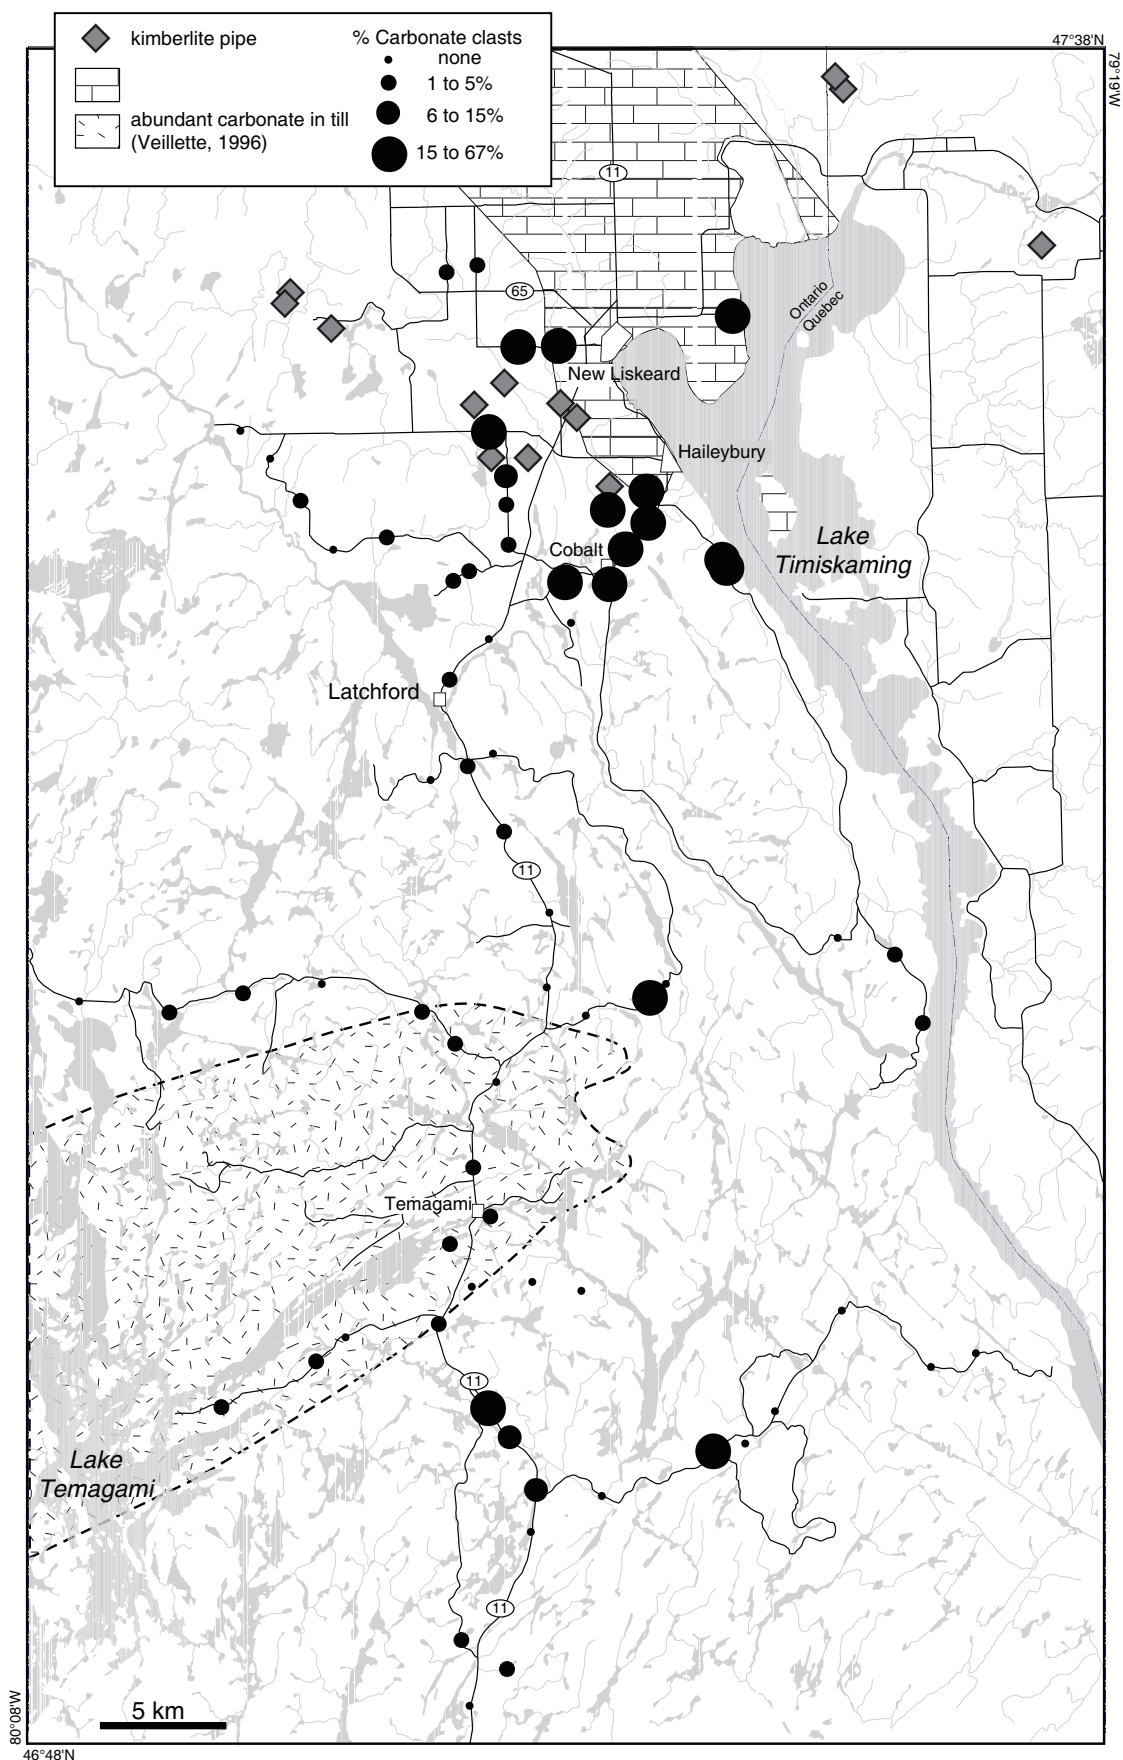 kimberlite pipe
abundant carbonate in till
(Veillette, 1996)
% Carbonate clasts
none
1 to 5%
6 to 15%
15 to 67%
47°38'N
79°19'W
11
65
Ontario
Quebec
New Liskeard
Haileybury
Cobalt
Lake
Timiskaming
Latchford
11
Temagami
11
Lake
Temagami
11
5 km
80°08'W
46°48'N